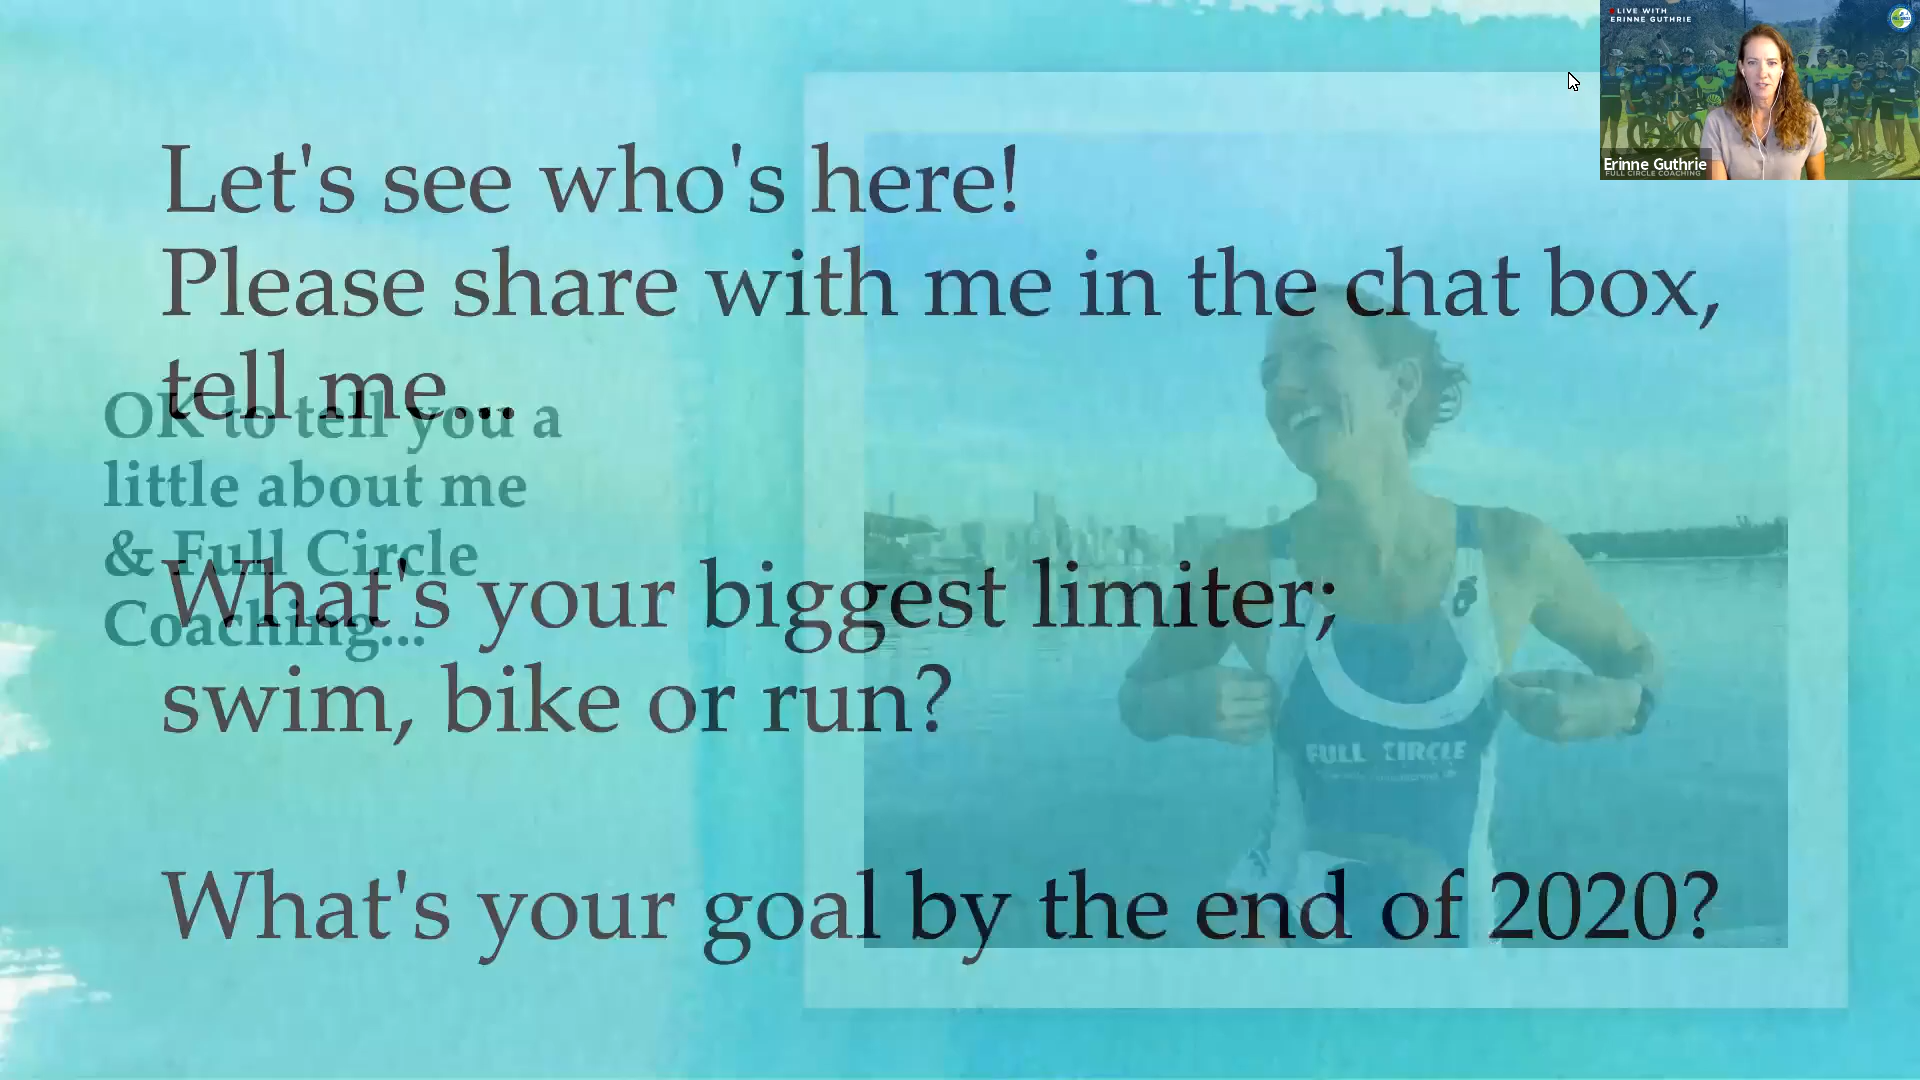 LIVE WITH
ERINNE GUTHRIE
Erinne Guthrie
FULL CIRCLE COACHING
Let's see who's here!
Please share with me in the chat box,
tell me...
OK to tell you a
little about me
& Full Circle
Coaching...
What's your biggest limiter;
swim, bike or run?
FULL CIRCLE
What's your goal by the end of 2020?